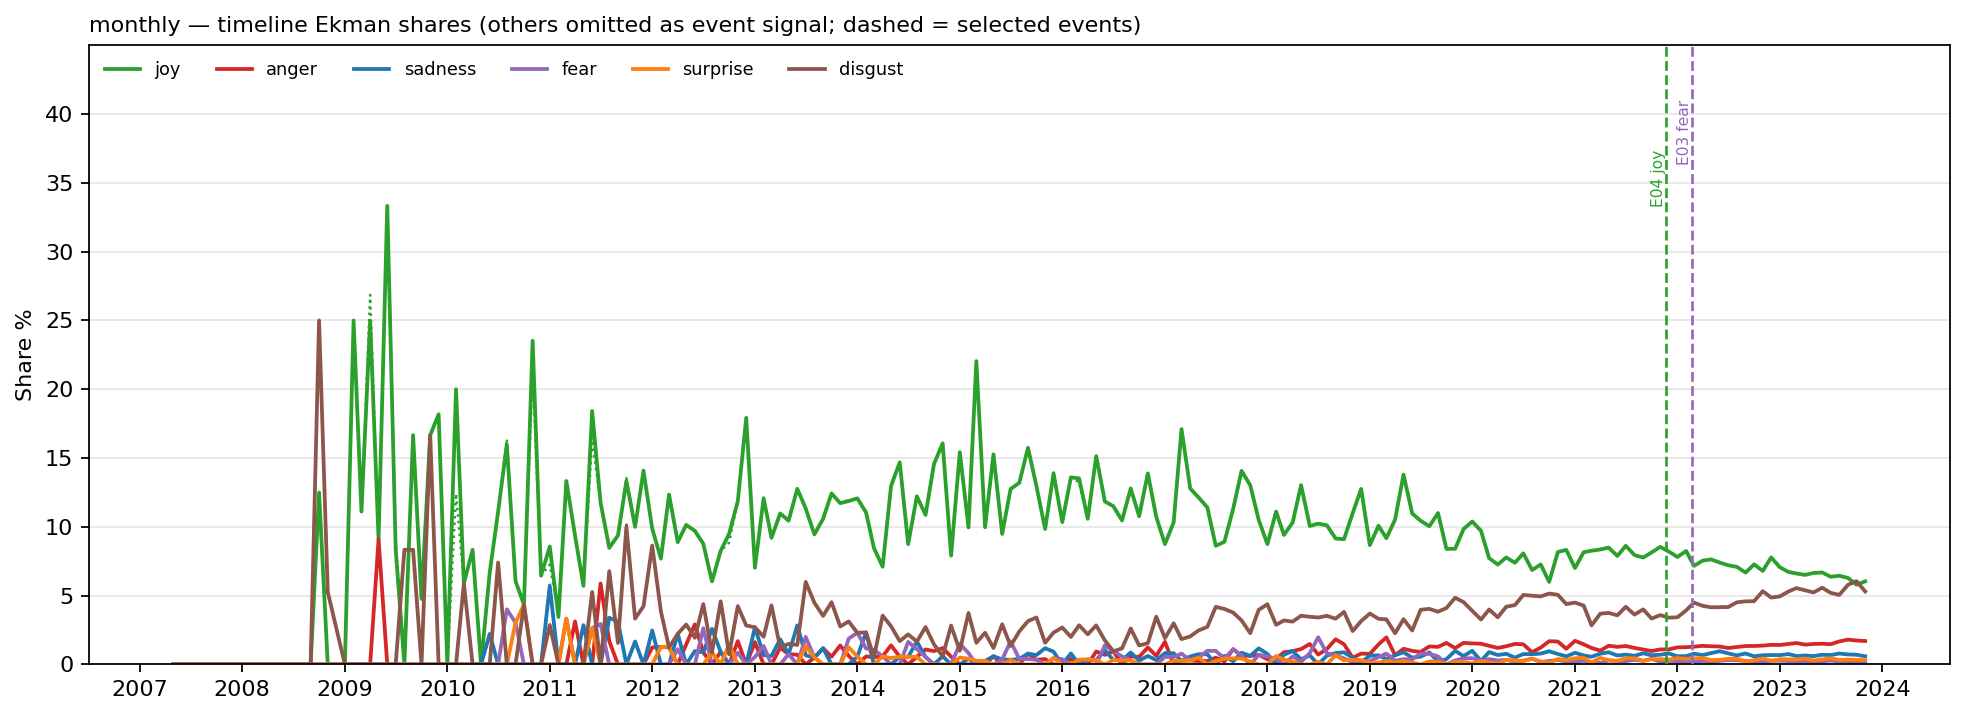 monthly — timeline Ekman shares (others omitted as event signal; dashed = selected events)
joy anger sadness fear surprise disgust
Share %
40
35
30
25
20
15
10
5
0
E04 joy
E03 fear
2007 2008 2009 2010 2011 2012 2013 2014 2015 2016 2017 2018 2019 2020 2021 2022 2023 2024